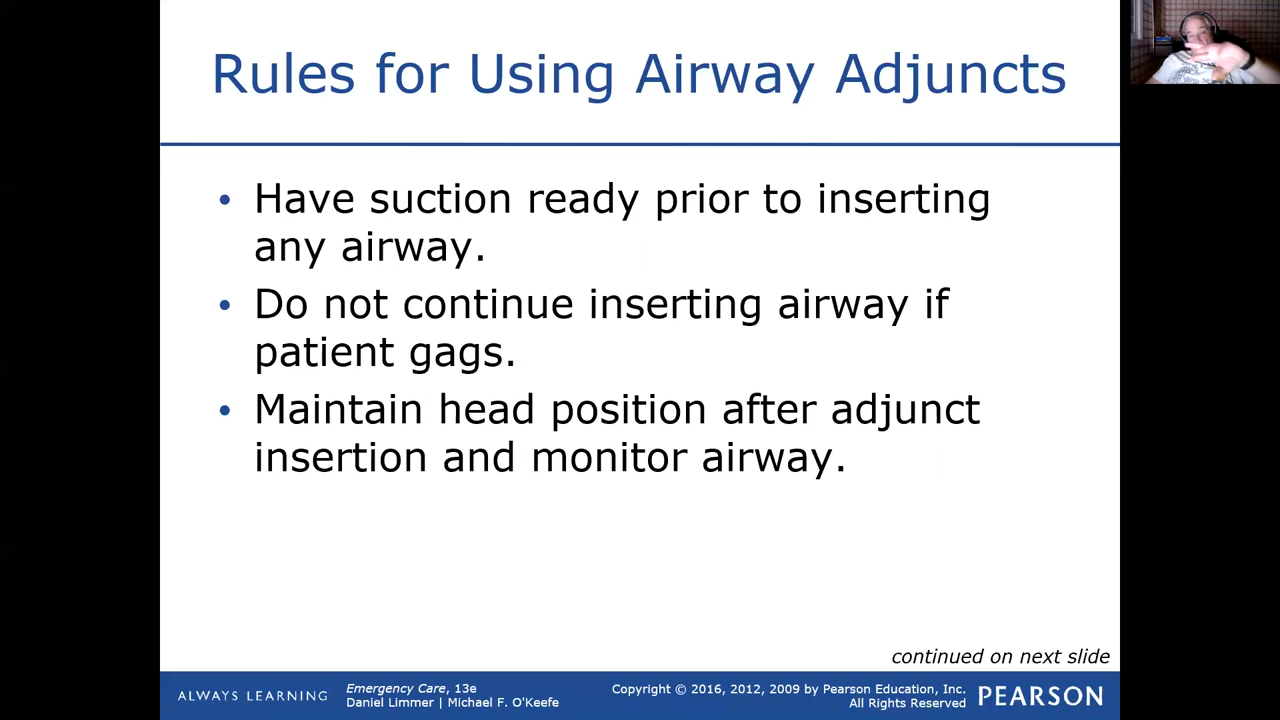 Rules for Using Airway Adjuncts
• Have suction ready prior to inserting
any airway.
• Do not continue inserting airway if
patient gags.
• Maintain head position after adjunct
insertion and monitor airway.
continued on next slide
ALWAYS LEARNING
Emergency Care, 13e
Daniel Limmer | Michael F. O'Keefe
Copyright © 2016, 2012, 2009 by Pearson Education, Inc.
All Rights Reserved
PEARSON